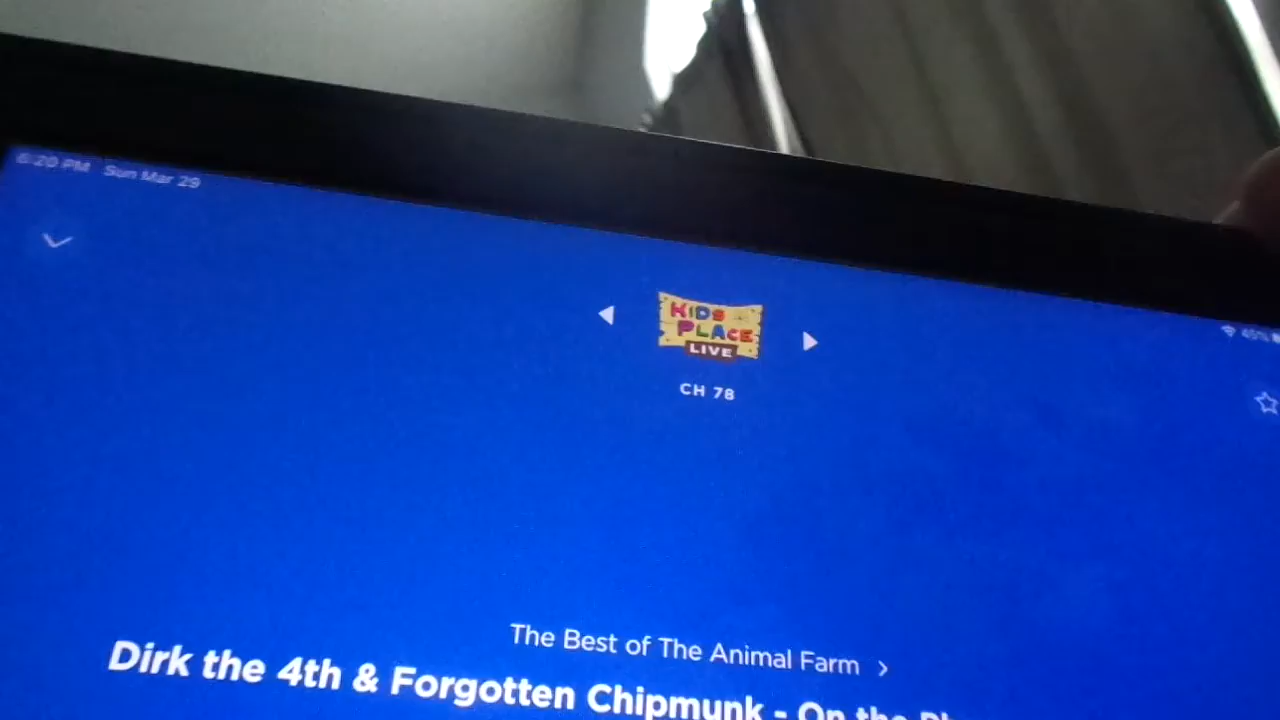 6:20 PM Sun Mar 29
45%
KIDS
PLACE
LIVE
CH 78
The Best of The Animal Farm
Dirk the 4th & Forgotten Chipmunk - On the